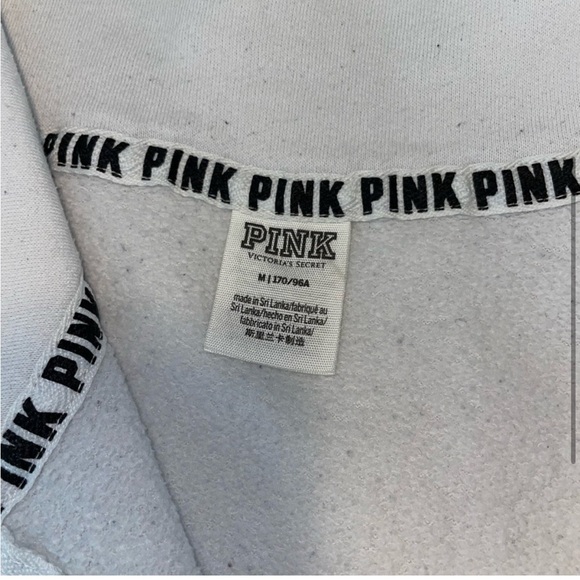 PINK PINK PINK PINK PINK
PINK
VICTORIA'S SECRET
M | 170/96A
made in Sri Lanka/fabriqué au
Sri Lanka/hecho en Sri Lanka/
fabbricato in Sri Lanka/
斯里兰卡制造
PINK
PINK